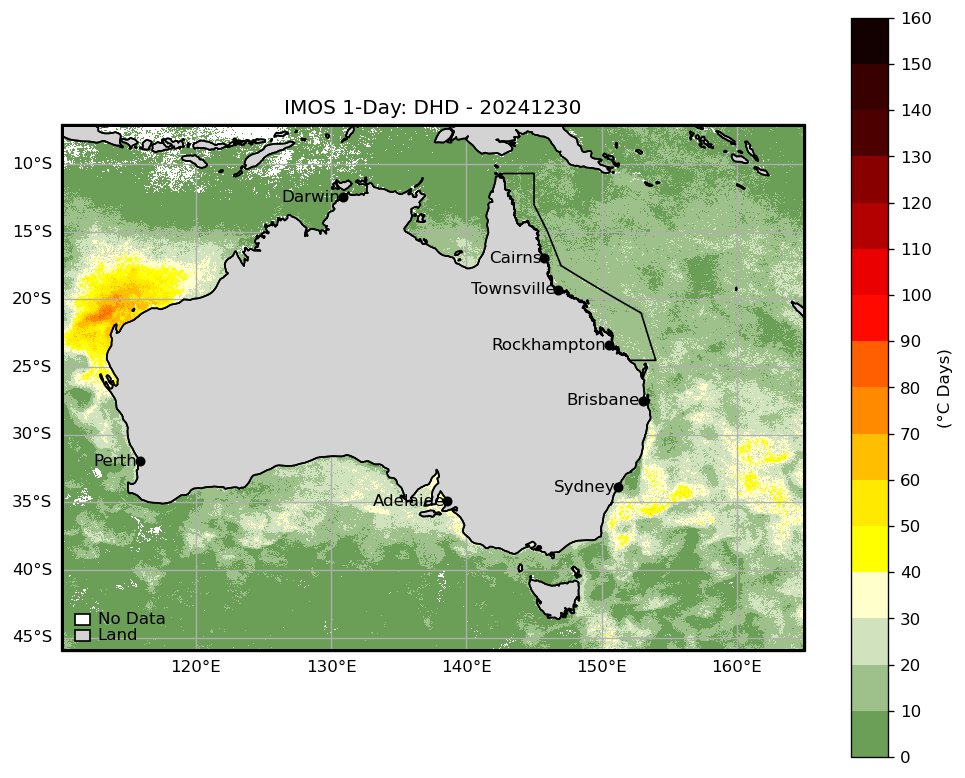 IMOS 1-Day: DHD - 20241230
160
150
140
130
120
110
100
90
80
70
60
50
40
30
20
10
0
(°C Days)
10°S
15°S
20°S
25°S
30°S
35°S
40°S
45°S
Darwin
Cairns
Townsville
Rockhampton
Brisbane
Perth
Sydney
Adelaide
No Data
Land
120°E
130°E
140°E
150°E
160°E